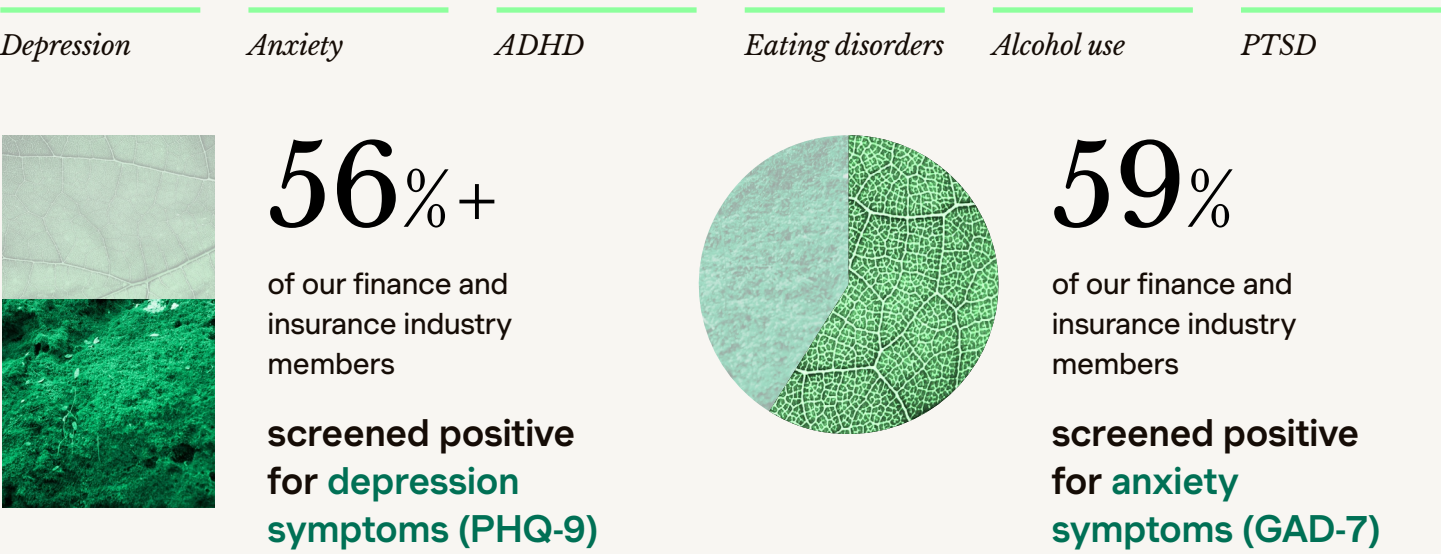 Depression
Anxiety
ADHD
Eating disorders
Alcohol use
PTSD
56%+
of our finance and
insurance industry
members
screened positive
for depression
symptoms (PHQ-9)
59%
of our finance and
insurance industry
members
screened positive
for anxiety
symptoms (GAD-7)